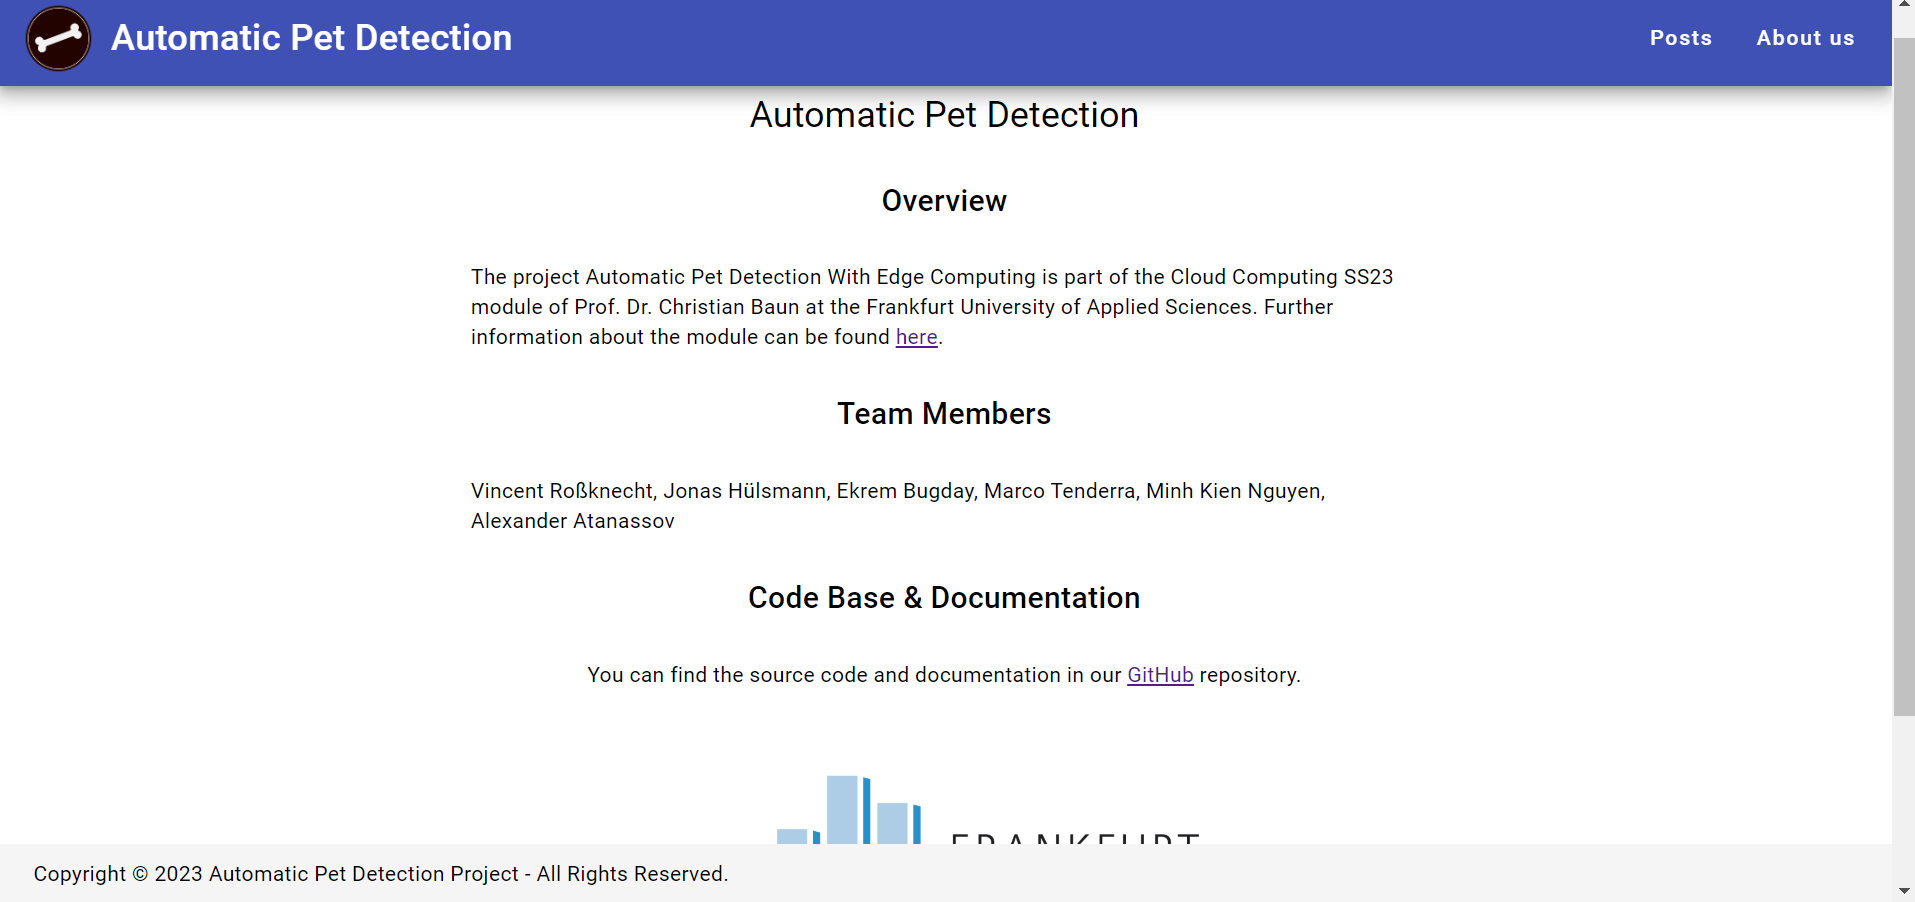 Automatic Pet Detection
Posts
About us
Automatic Pet Detection
Overview
The project Automatic Pet Detection With Edge Computing is part of the Cloud Computing SS23
module of Prof. Dr. Christian Baun at the Frankfurt University of Applied Sciences. Further
information about the module can be found here.
Team Members
Vincent Roßknecht, Jonas Hülsmann, Ekrem Bugday, Marco Tenderra, Minh Kien Nguyen,
Alexander Atanassov
Code Base & Documentation
You can find the source code and documentation in our GitHub repository.
FRANKFURT
Copyright © 2023 Automatic Pet Detection Project - All Rights Reserved.